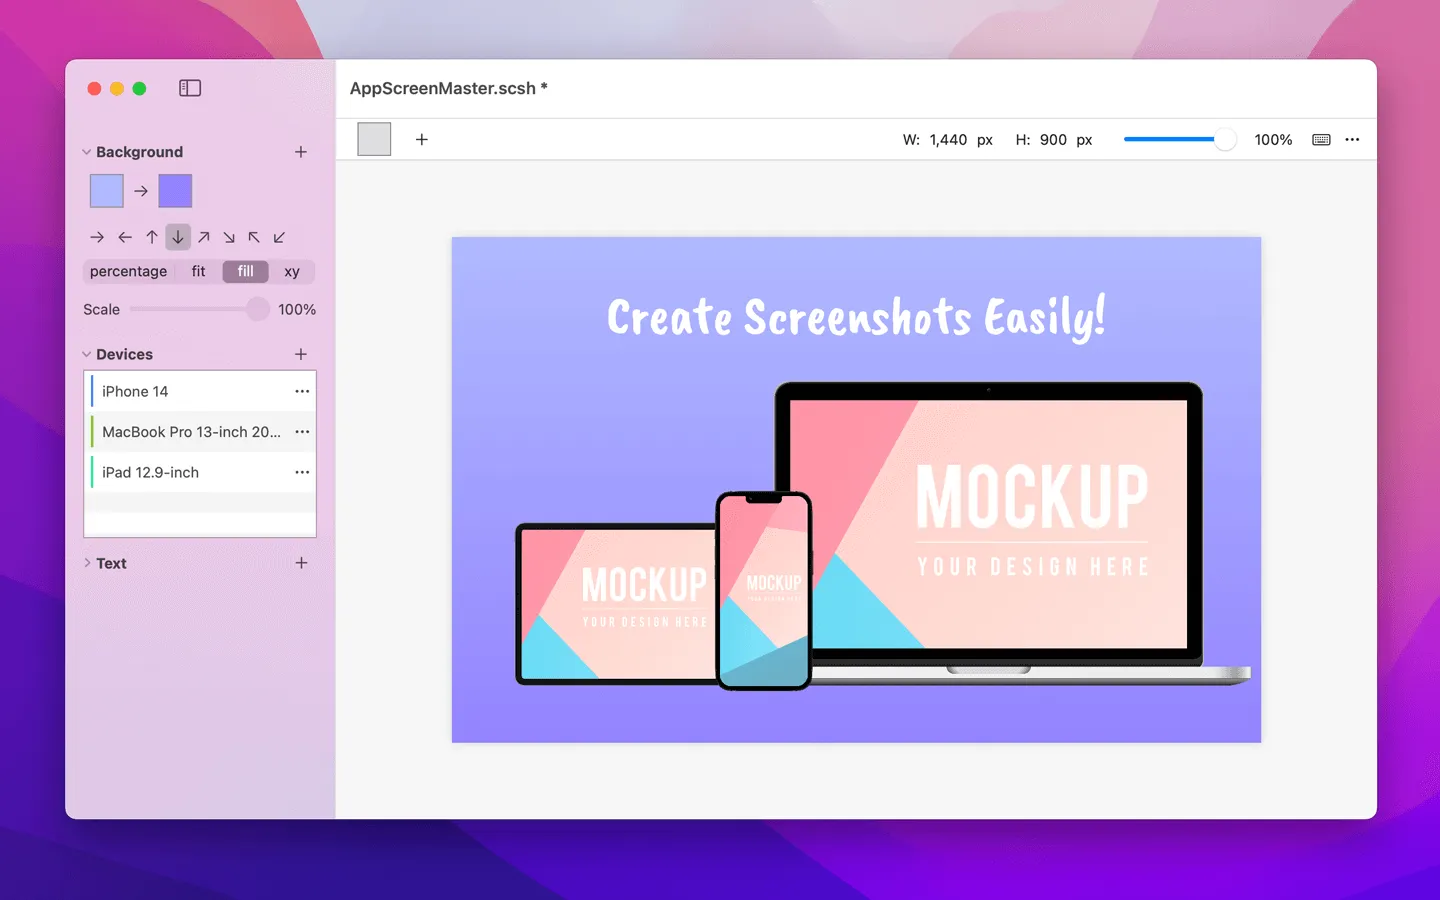 AppScreenMaster.scsh *
W: 1,440 px H: 900 px 100%
Background
percentage fit fill xy
Scale 100%
Devices
iPhone 14
MacBook Pro 13-inch 20...
iPad 12.9-inch
Text
Create Screenshots Easily!
MOCKUP
YOUR DESIGN HERE
MOCKUP
YOUR DESIGN HERE
MOCKUP
YOUR DESIGN HERE